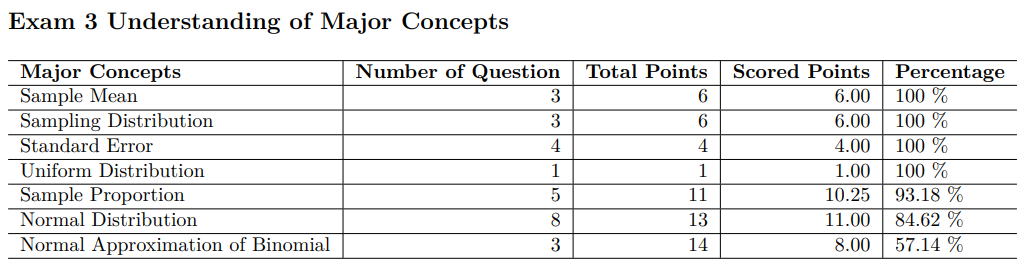 Exam 3 Understanding of Major Concepts
Major Concepts Number of Question Total Points Scored Points Percentage
Sample Mean 3 6 6.00 100 %
Sampling Distribution 3 6 6.00 100 %
Standard Error 4 4 4.00 100 %
Uniform Distribution 1 1 1.00 100 %
Sample Proportion 5 11 10.25 93.18 %
Normal Distribution 8 13 11.00 84.62 %
Normal Approximation of Binomial 3 14 8.00 57.14 %